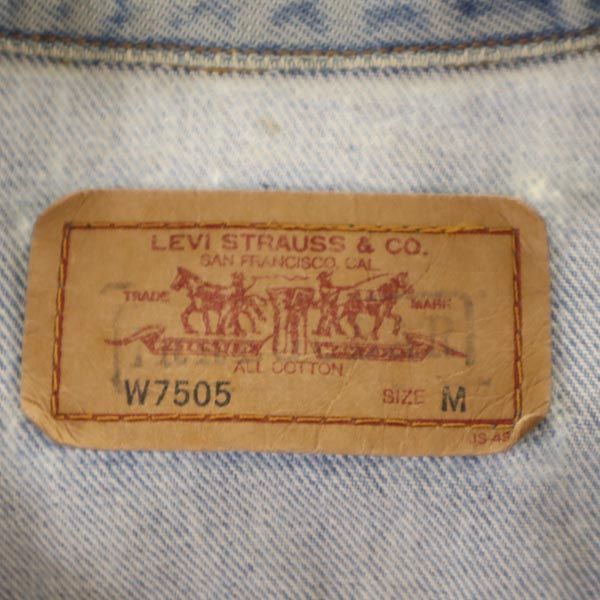 LEVI STRAUSS & CO.
SAN FRANCISCO, CAL
TRADE MARK
ALL COTTON
W7505 SIZE M